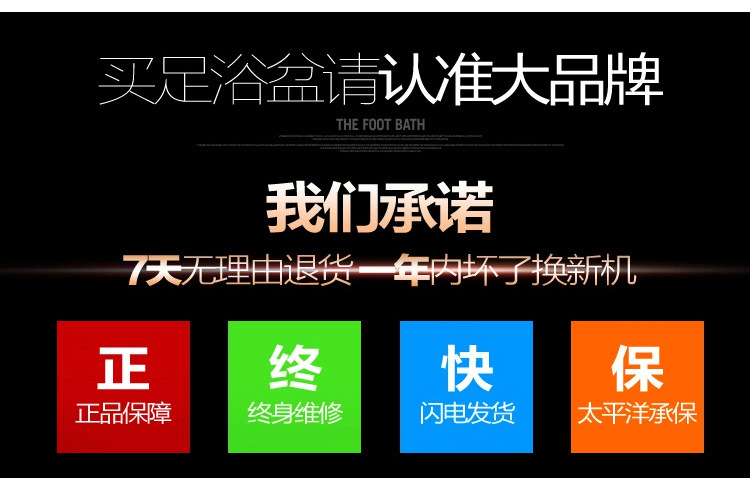 买足浴盆请认准大品牌
THE FOOT BATH
我们承诺
7天无理由退货 一年内坏了换新机
正
正品保障
终
终身维修
快
闪电发货
保
太平洋承保